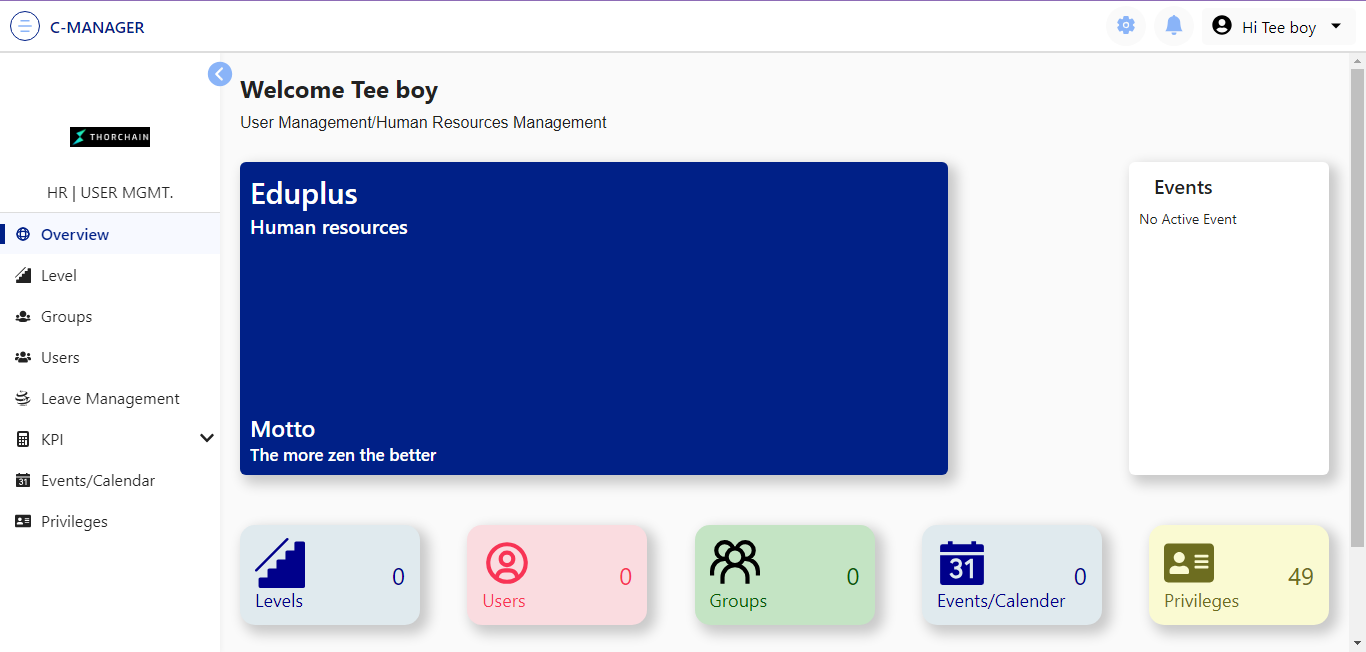 C-MANAGER
Hi Tee boy
THORCHAIN
HR | USER MGMT.
Overview
Level
Groups
Users
Leave Management
KPI
31
Events/Calendar
Privileges
Welcome Tee boy
User Management/Human Resources Management
Eduplus
Human resources
Motto
The more zen the better
Events
No Active Event
0
Levels
0
Users
0
Groups
31
0
Events/Calender
49
Privileges